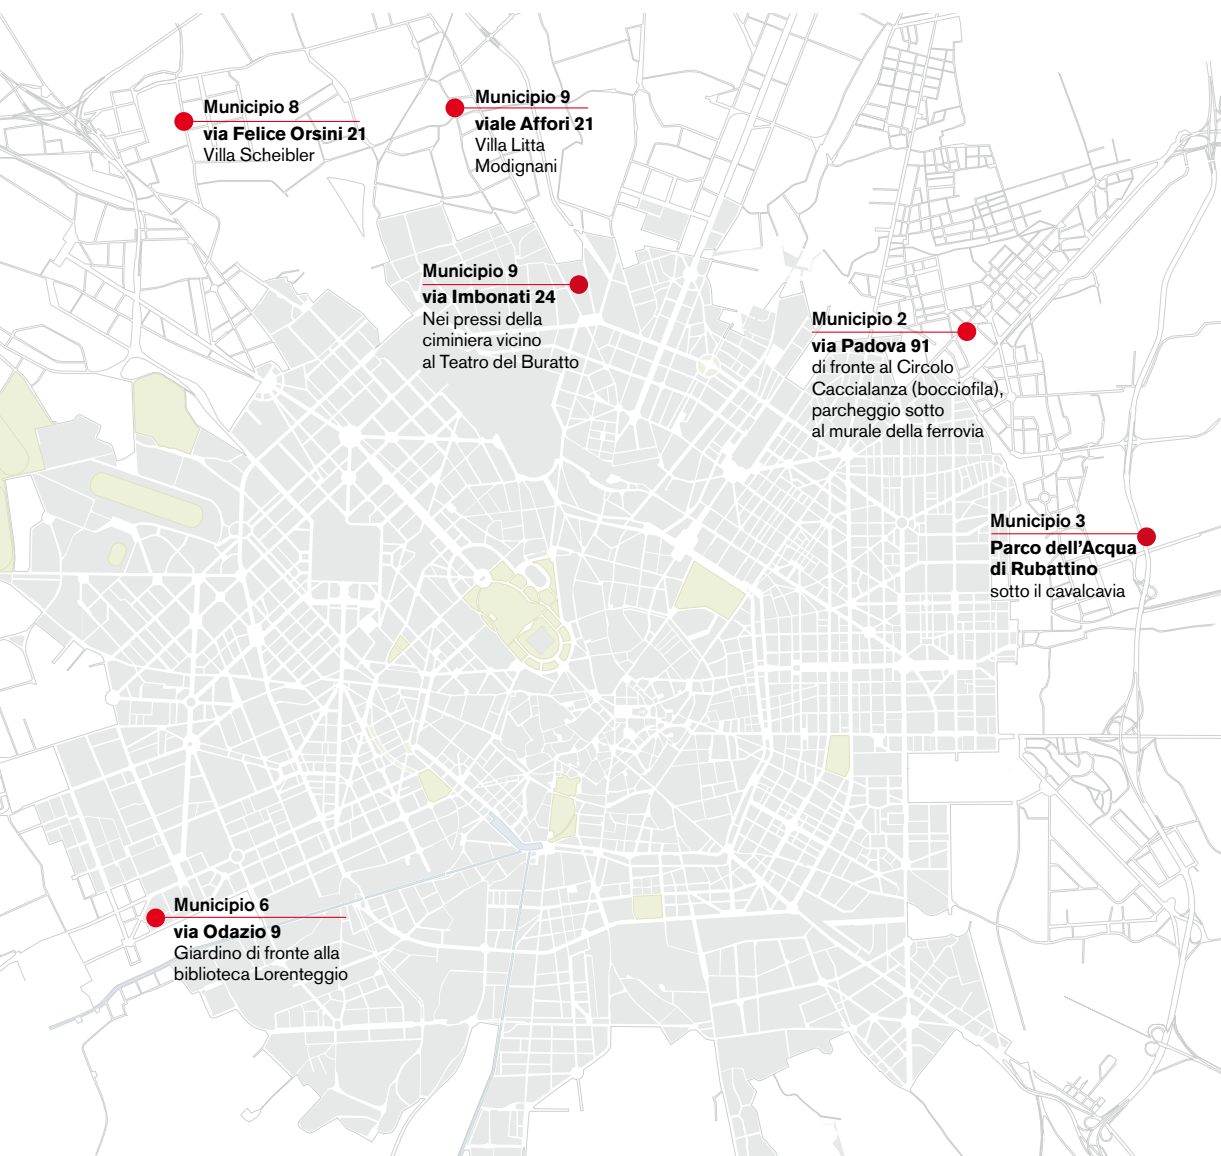 Municipio 8
via Felice Orsini 21
Villa Scheibler
Municipio 9
viale Affori 21
Villa Litta
Modignani
Municipio 9
via Imbonati 24
Nei pressi della
ciminiera vicino
al Teatro del Buratto
Municipio 2
via Padova 91
di fronte al Circolo
Caccialanza (bocciofila),
parcheggio sotto
al murale della ferrovia
Municipio 3
Parco dell’Acqua
di Rubattino
sotto il cavalcavia
Municipio 6
via Odazio 9
Giardino di fronte alla
biblioteca Lorenteggio